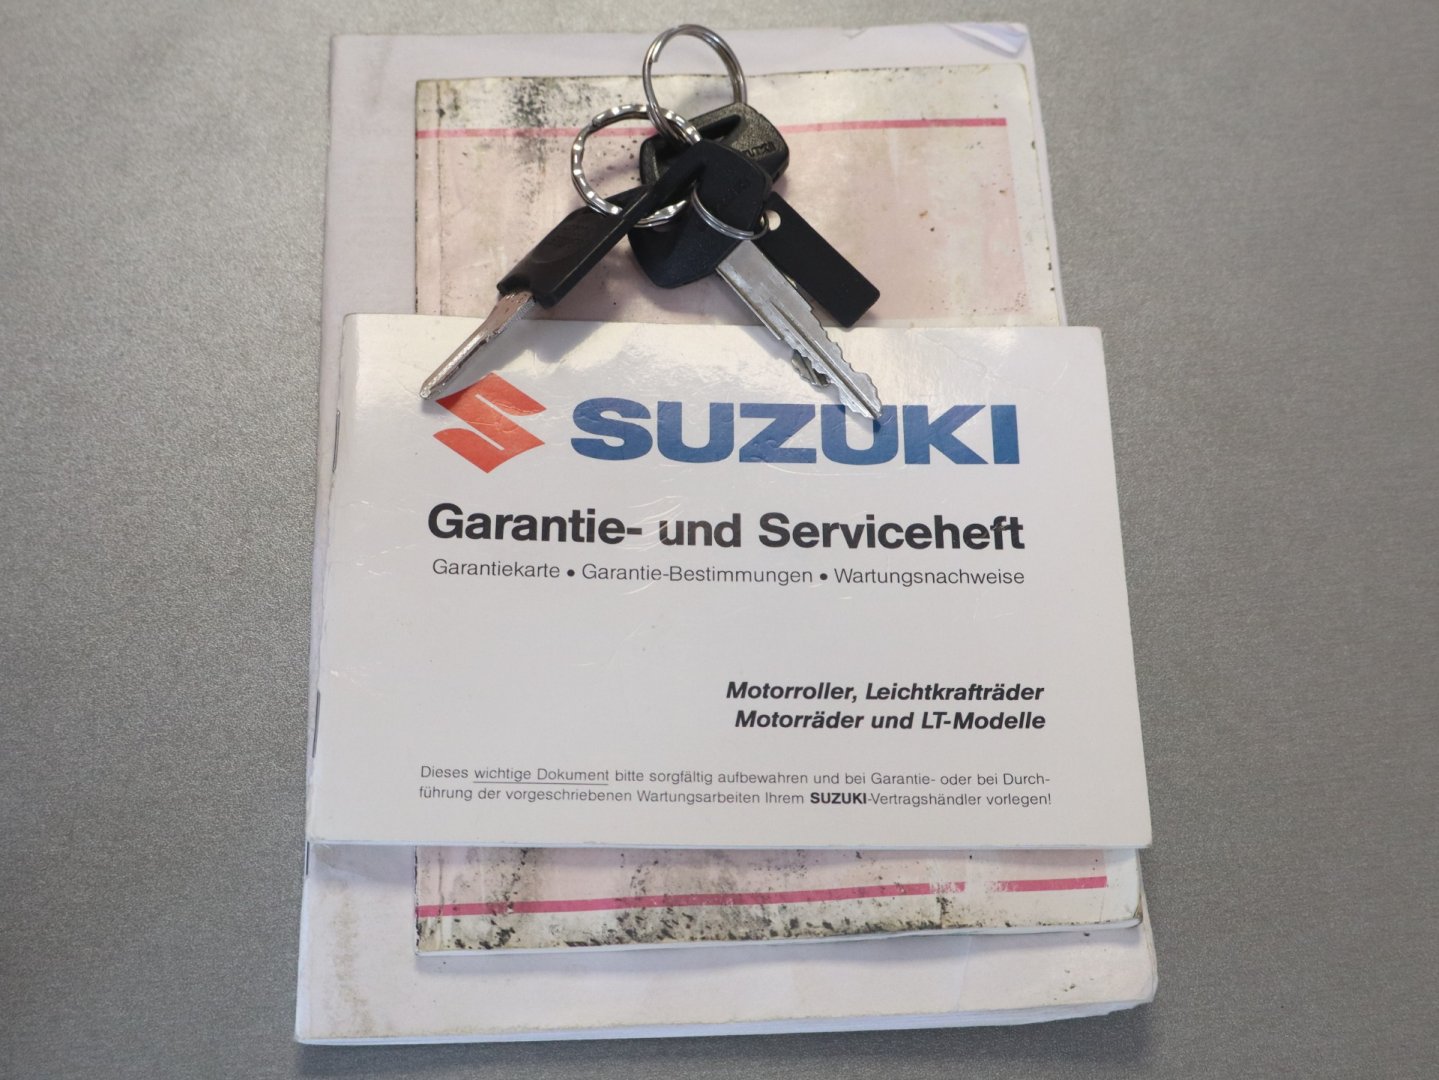 SUZUKI
Garantie- und Serviceheft
Garantiekarte • Garantie-Bestimmungen • Wartungsnachweise
Motorroller, Leichtkrafträder
Motorräder und LT-Modelle
Dieses wichtige Dokument bitte sorgfältig aufbewahren und bei Garantie- oder bei Durch-
führung der vorgeschriebenen Wartungsarbeiten Ihrem SUZUKI-Vertragshändler vorlegen!